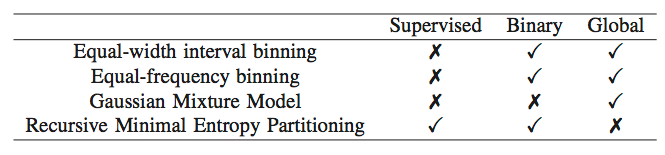 Supervised Binary Global
Equal-width interval binning ✗ ✓ ✓
Equal-frequency binning ✗ ✓ ✓
Gaussian Mixture Model ✗ ✗ ✓
Recursive Minimal Entropy Partitioning ✓ ✓ ✗